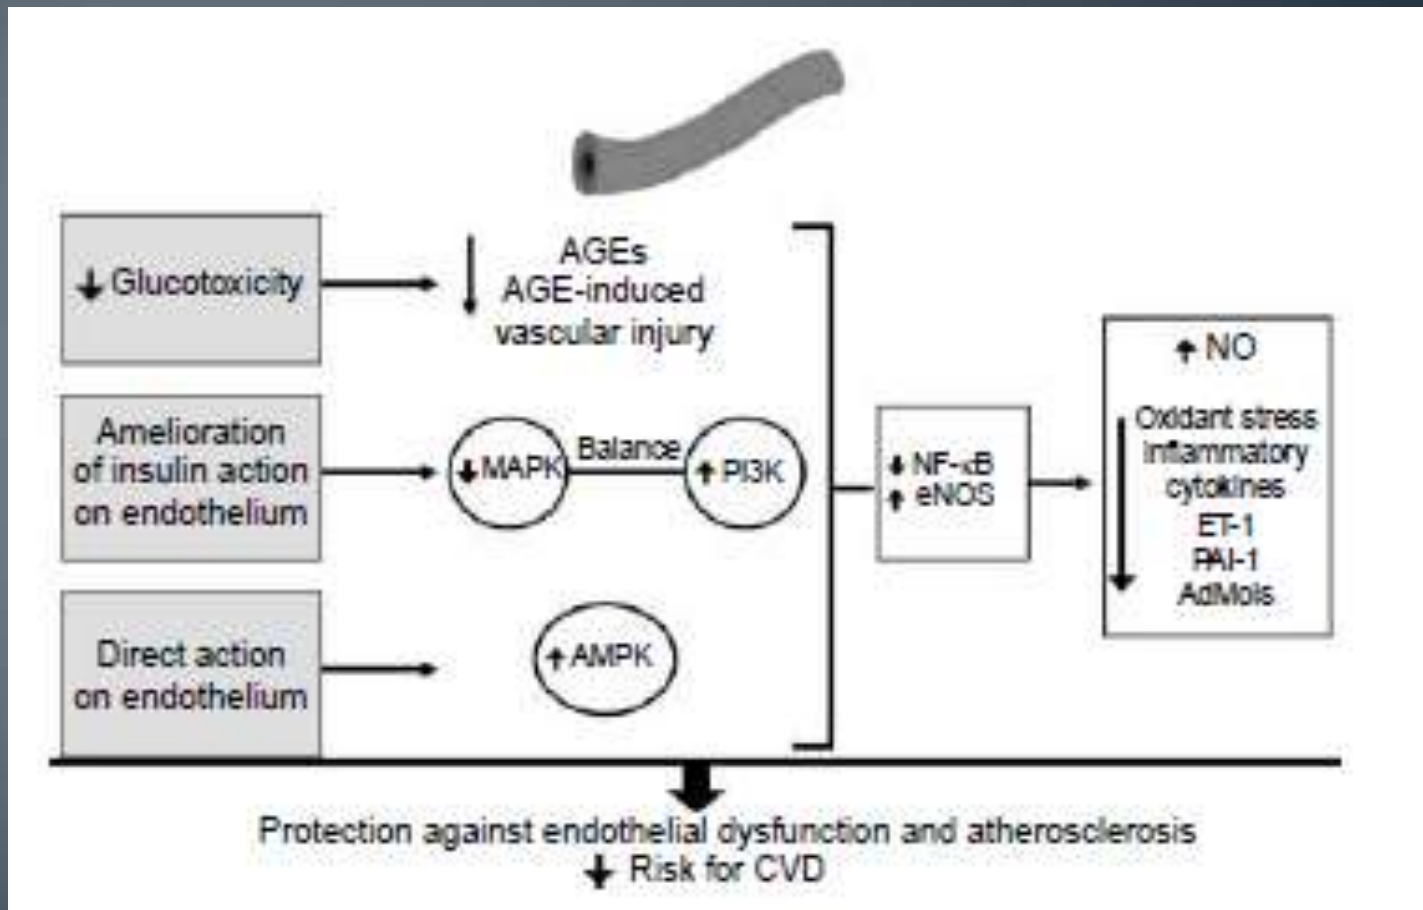 ↓ Glucotoxicity
AGEs
AGE-induced
vascular injury
Amelioration
of insulin action
on endothelium
↓ MAPK
Balance
↑ PI3K
Direct action
on endothelium
↑ AMPK
↓ NF-κB
↑ eNOS
↑ NO
Oxidant stress
Inflammatory
cytokines
ET-1
PAI-1
AdMols
Protection against endothelial dysfunction and atherosclerosis
↓ Risk for CVD